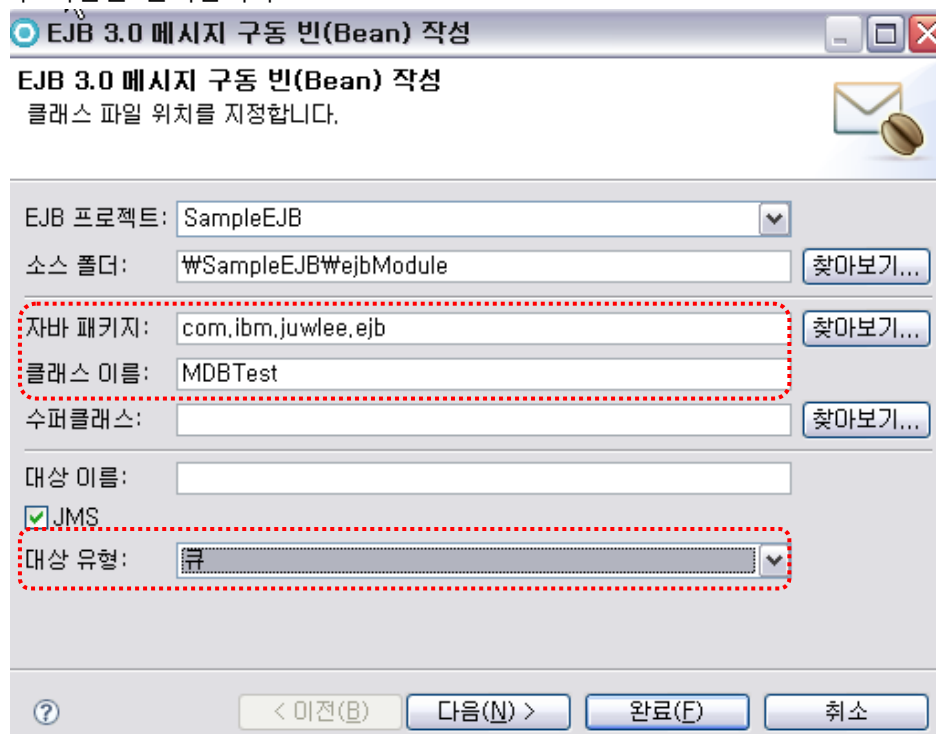 EJB 3.0 메시지 구동 빈(Bean) 작성
EJB 3.0 메시지 구동 빈(Bean) 작성
클래스 파일 위치를 지정합니다.
EJB 프로젝트: SampleEJB
소스 폴더: ₩SampleEJB₩ejbModule 찾아보기...
자바 패키지: com.ibm.juwlee.ejb 찾아보기...
클래스 이름: MDBTest
수퍼클래스: 찾아보기...
대상 이름:
JMS
대상 유형: 큐
< 이전(B) 다음(N) > 완료(F) 취소